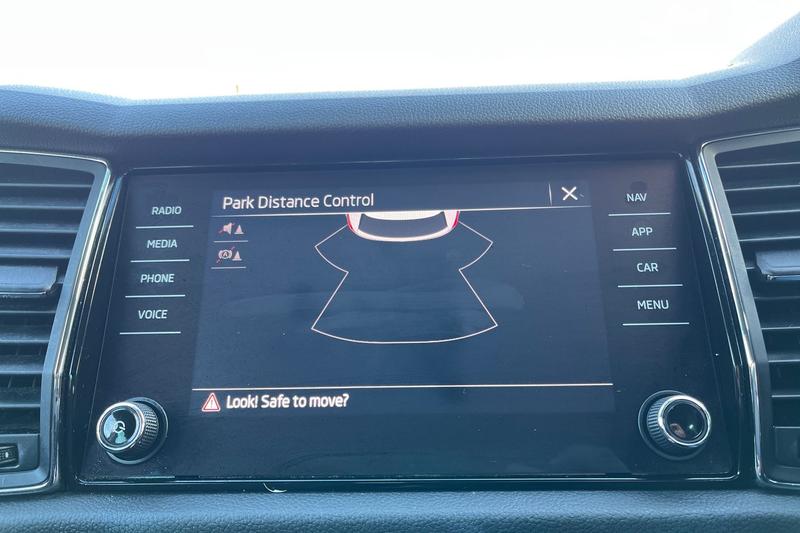 Park Distance Control
RADIO
MEDIA
PHONE
VOICE
NAV
APP
CAR
MENU
Look! Safe to move?